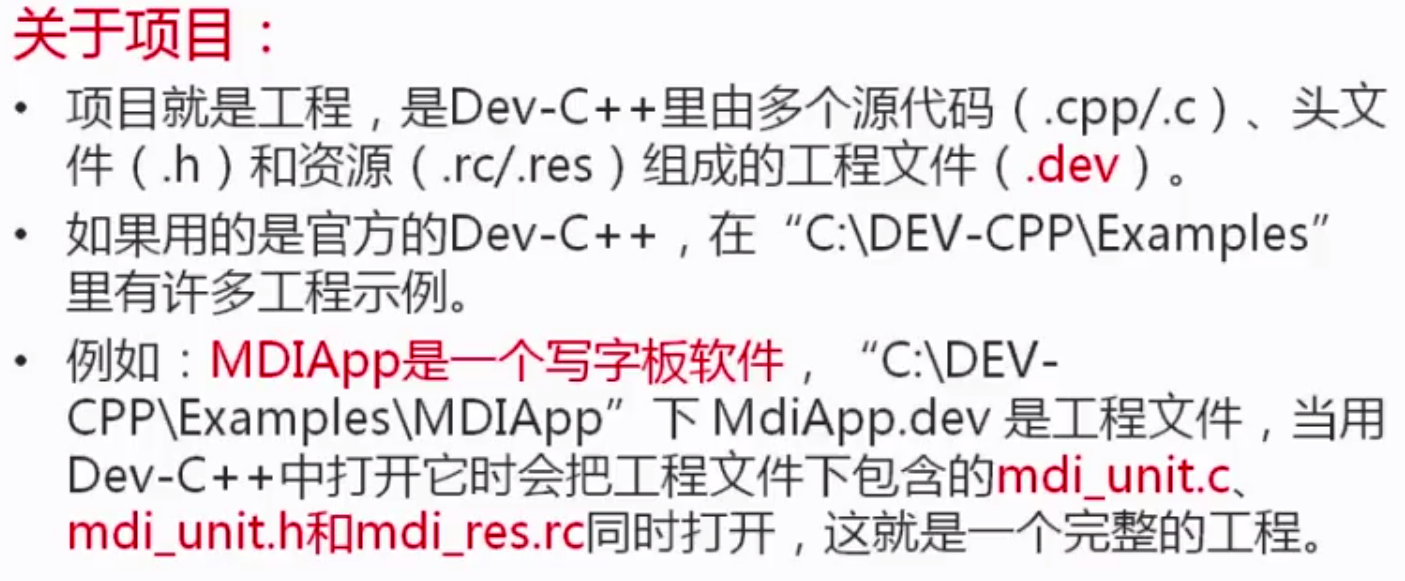 关于项目：
• 项目就是工程，是Dev-C++里由多个源代码（.cpp/.c）、头文
件（.h）和资源（.rc/.res）组成的工程文件（.dev）。
• 如果用的是官方的Dev-C++，在“C:\DEV-CPP\Examples”
里有许多工程示例。
• 例如：MDIApp是一个写字板软件，“C:\DEV-
CPP\Examples\MDIApp”下 MdiApp.dev 是工程文件，当用
Dev-C++中打开它时会把工程文件下包含的mdi_unit.c、
mdi_unit.h和mdi_res.rc同时打开，这就是一个完整的工程。